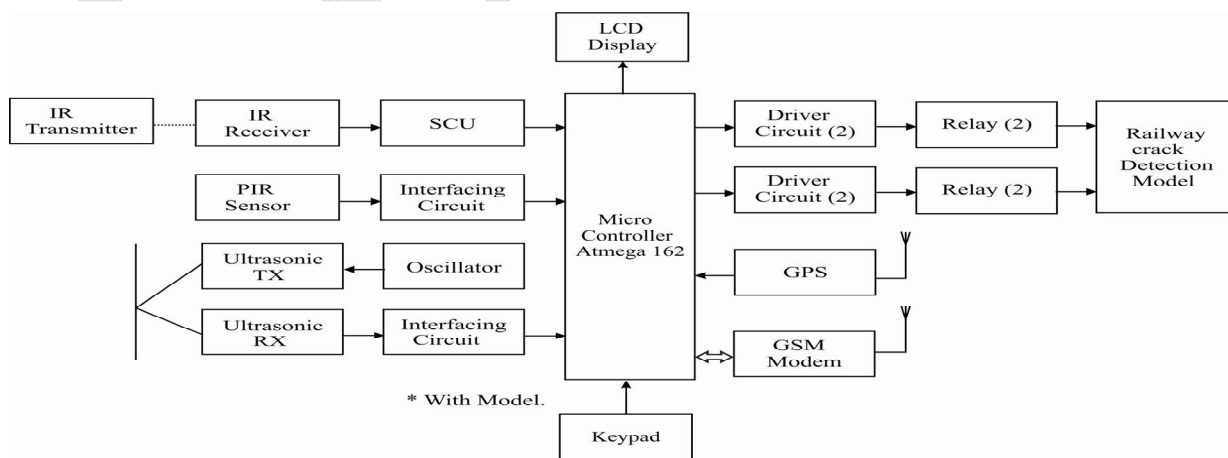 LCD
Display
IR
Transmitter
IR
Receiver
SCU
Driver
Circuit (2)
Relay (2)
Railway
crack
Detection
Model
PIR
Sensor
Interfacing
Circuit
Micro
Controller
Atmega 162
Driver
Circuit (2)
Relay (2)
Ultrasonic
TX
Oscillator
GPS
Ultrasonic
RX
Interfacing
Circuit
GSM
Modem
* With Model.
Keypad